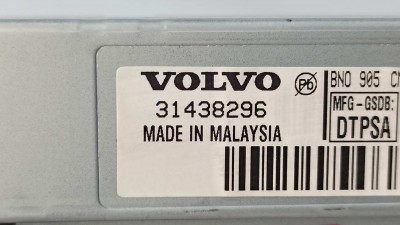 VOLVO
31438296
MADE IN MALAYSIA
Pb
BNO 905
MFG-GSDB:
DTPSA